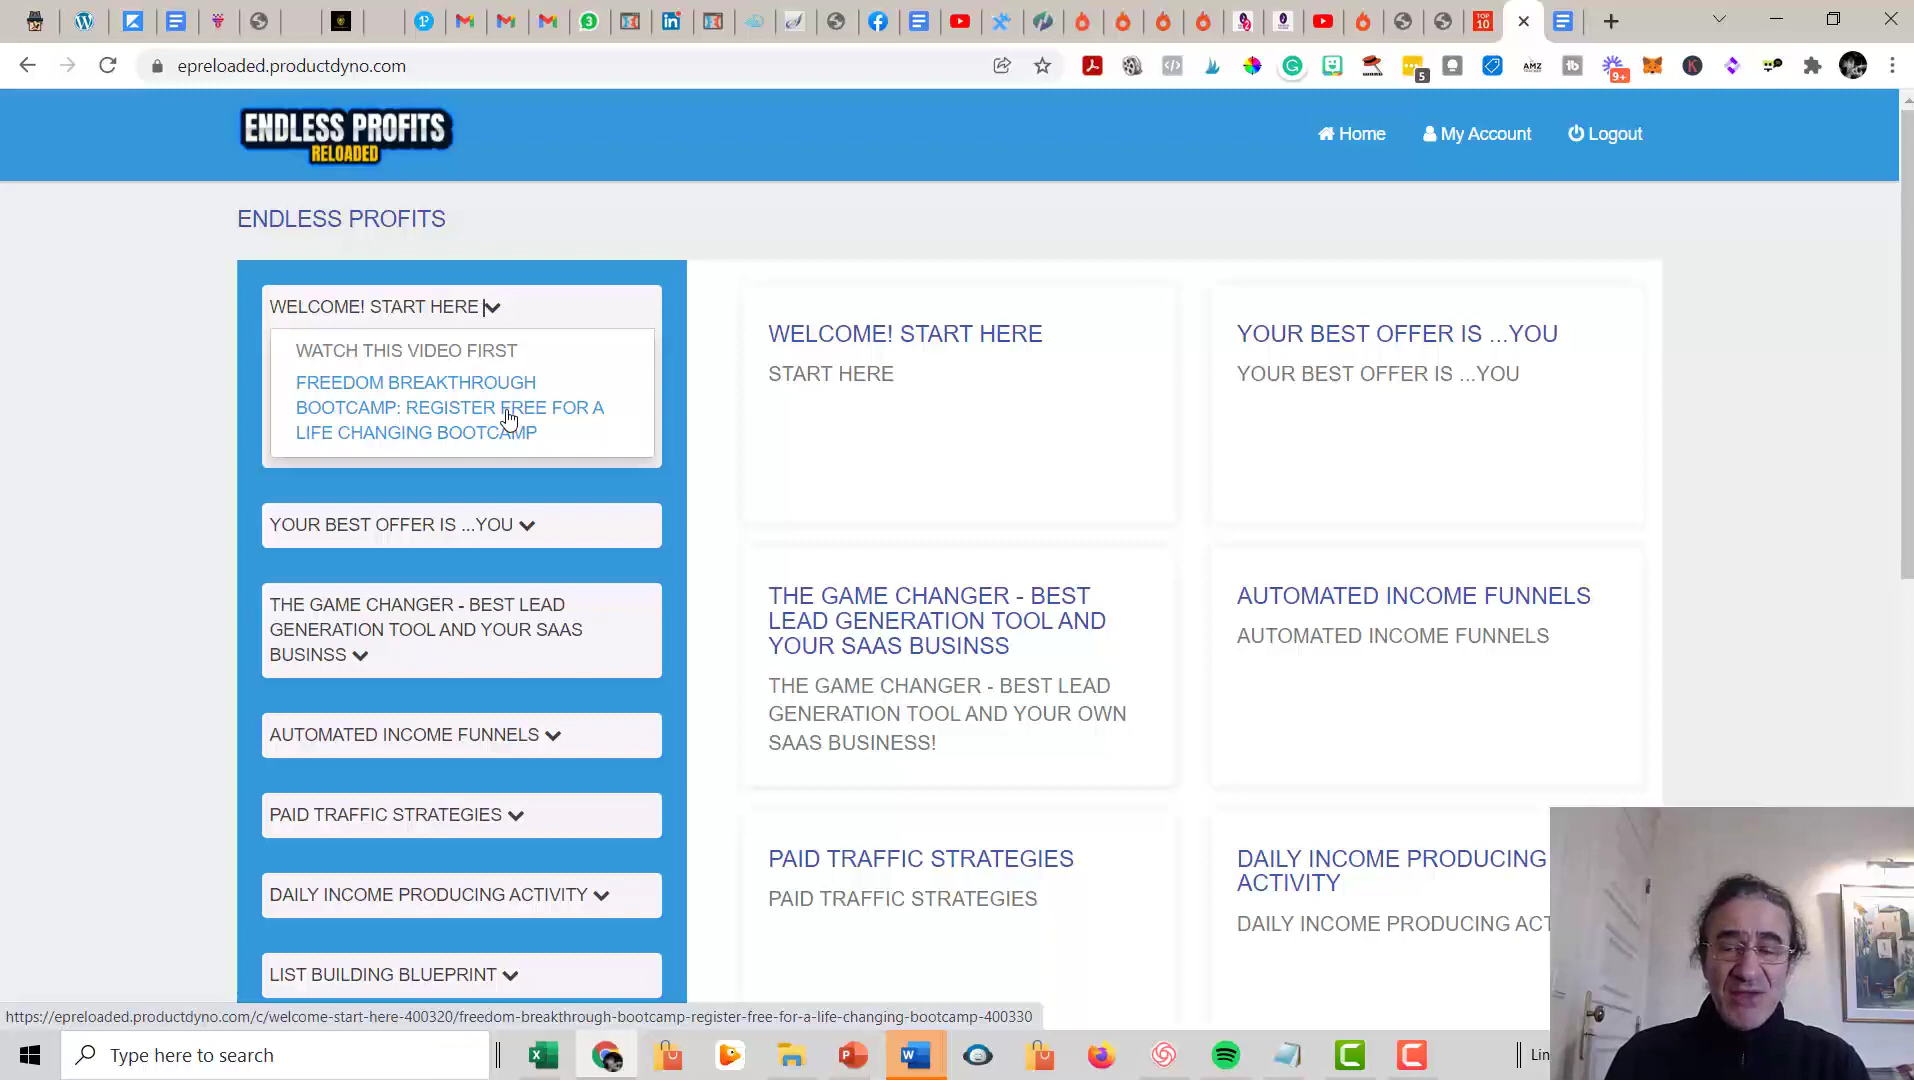 epreloaded.productdyno.com
5
9+
ENDLESS PROFITS
RELOADED
Home
My Account
Logout
ENDLESS PROFITS
WELCOME! START HERE
WATCH THIS VIDEO FIRST
FREEDOM BREAKTHROUGH
BOOTCAMP: REGISTER FREE FOR A
LIFE CHANGING BOOTCAMP
YOUR BEST OFFER IS ...YOU
THE GAME CHANGER - BEST LEAD
GENERATION TOOL AND YOUR SAAS
BUSINSS
AUTOMATED INCOME FUNNELS
PAID TRAFFIC STRATEGIES
DAILY INCOME PRODUCING ACTIVITY
LIST BUILDING BLUEPRINT
WELCOME! START HERE
START HERE
YOUR BEST OFFER IS ...YOU
YOUR BEST OFFER IS ...YOU
THE GAME CHANGER - BEST
LEAD GENERATION TOOL AND
YOUR SAAS BUSINSS
THE GAME CHANGER - BEST LEAD
GENERATION TOOL AND YOUR OWN
SAAS BUSINESS!
AUTOMATED INCOME FUNNELS
AUTOMATED INCOME FUNNELS
PAID TRAFFIC STRATEGIES
PAID TRAFFIC STRATEGIES
DAILY INCOME PRODUCING
ACTIVITY
DAILY INCOME PRODUCING ACT
https://epreloaded.productdyno.com/c/welcome-start-here-400320/freedom-breakthrough-bootcamp-register-free-for-a-life-changing-bootcamp-400330
Type here to search
Lin